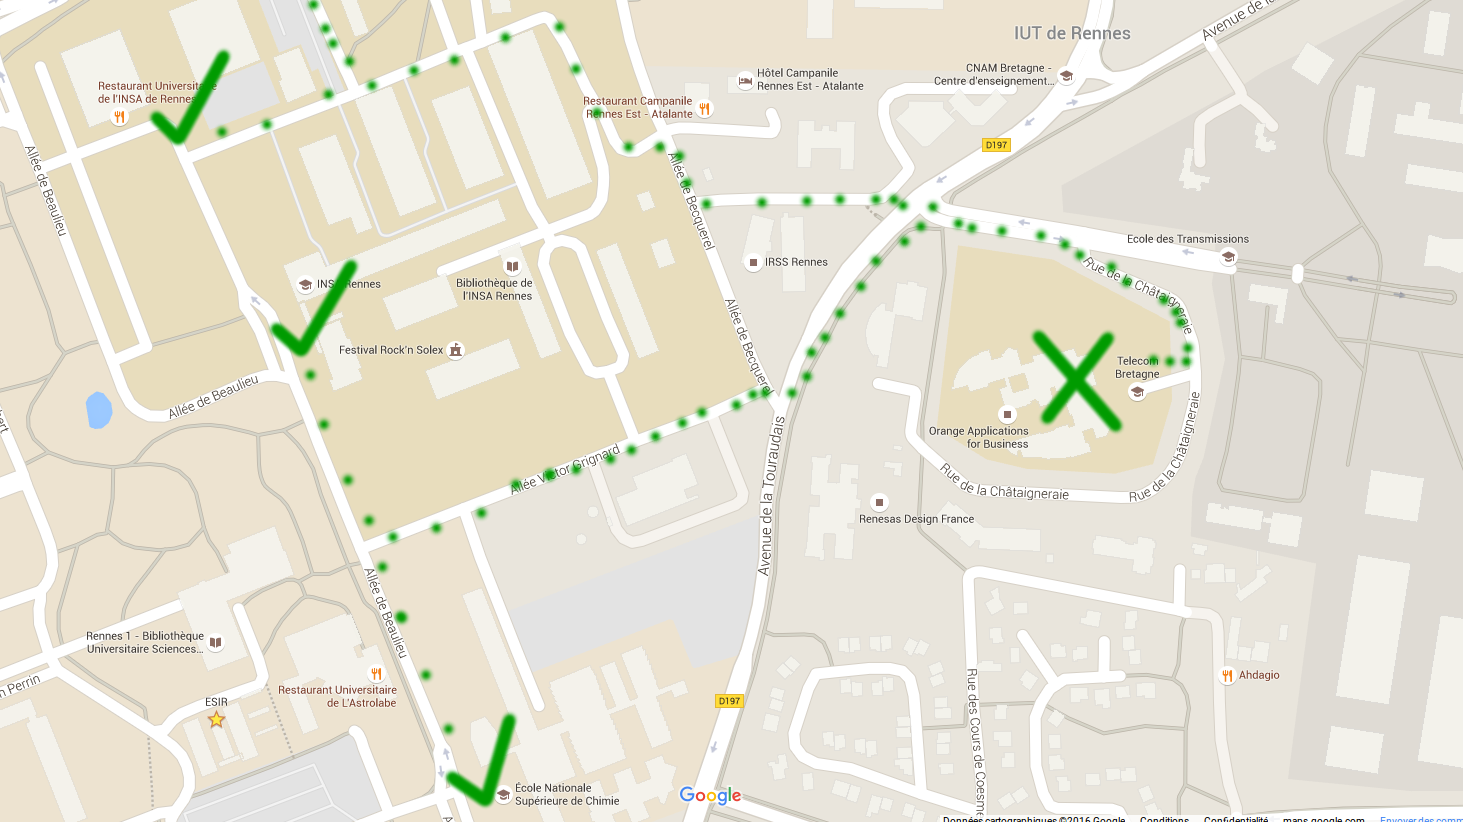 IUT de Rennes
Avenue de la
CNAM Bretagne -
Centre d'enseignement...
Hôtel Campanile
Rennes Est - Atalante
Restaurant Campanile
Rennes Est - Atalante
Restaurant Universitaire
de l'INSA de Rennes
D197
Allée de Beaulieu
Allée de Becquerel
Ecole des Transmissions
IRSS Rennes
Rue de la Châtaigneraie
INSA Rennes
Bibliothèque de
l'INSA Rennes
Allée de Becquerel
Festival Rock'n Solex
Telecom
Bretagne
Allée de Beaulieu
Orange Applications
for Business
Rue de la Châtaigneraie
Avenue de la Touraudais
Allée Victor Grignard
Rue de la Châtaigneraie
Renesas Design France
Allée de Beaulieu
Rennes 1 - Bibliothèque
Universitaire Sciences...
Perrin
Restaurant Universitaire
de L'Astrolabe
ESIR
Ahdagio
D197
Rue des Cours de Coesme
École Nationale
Supérieure de Chimie
Google
Données cartographiques ©2016 Google Conditions Confidentialité maps.google.com Envoyer des comm